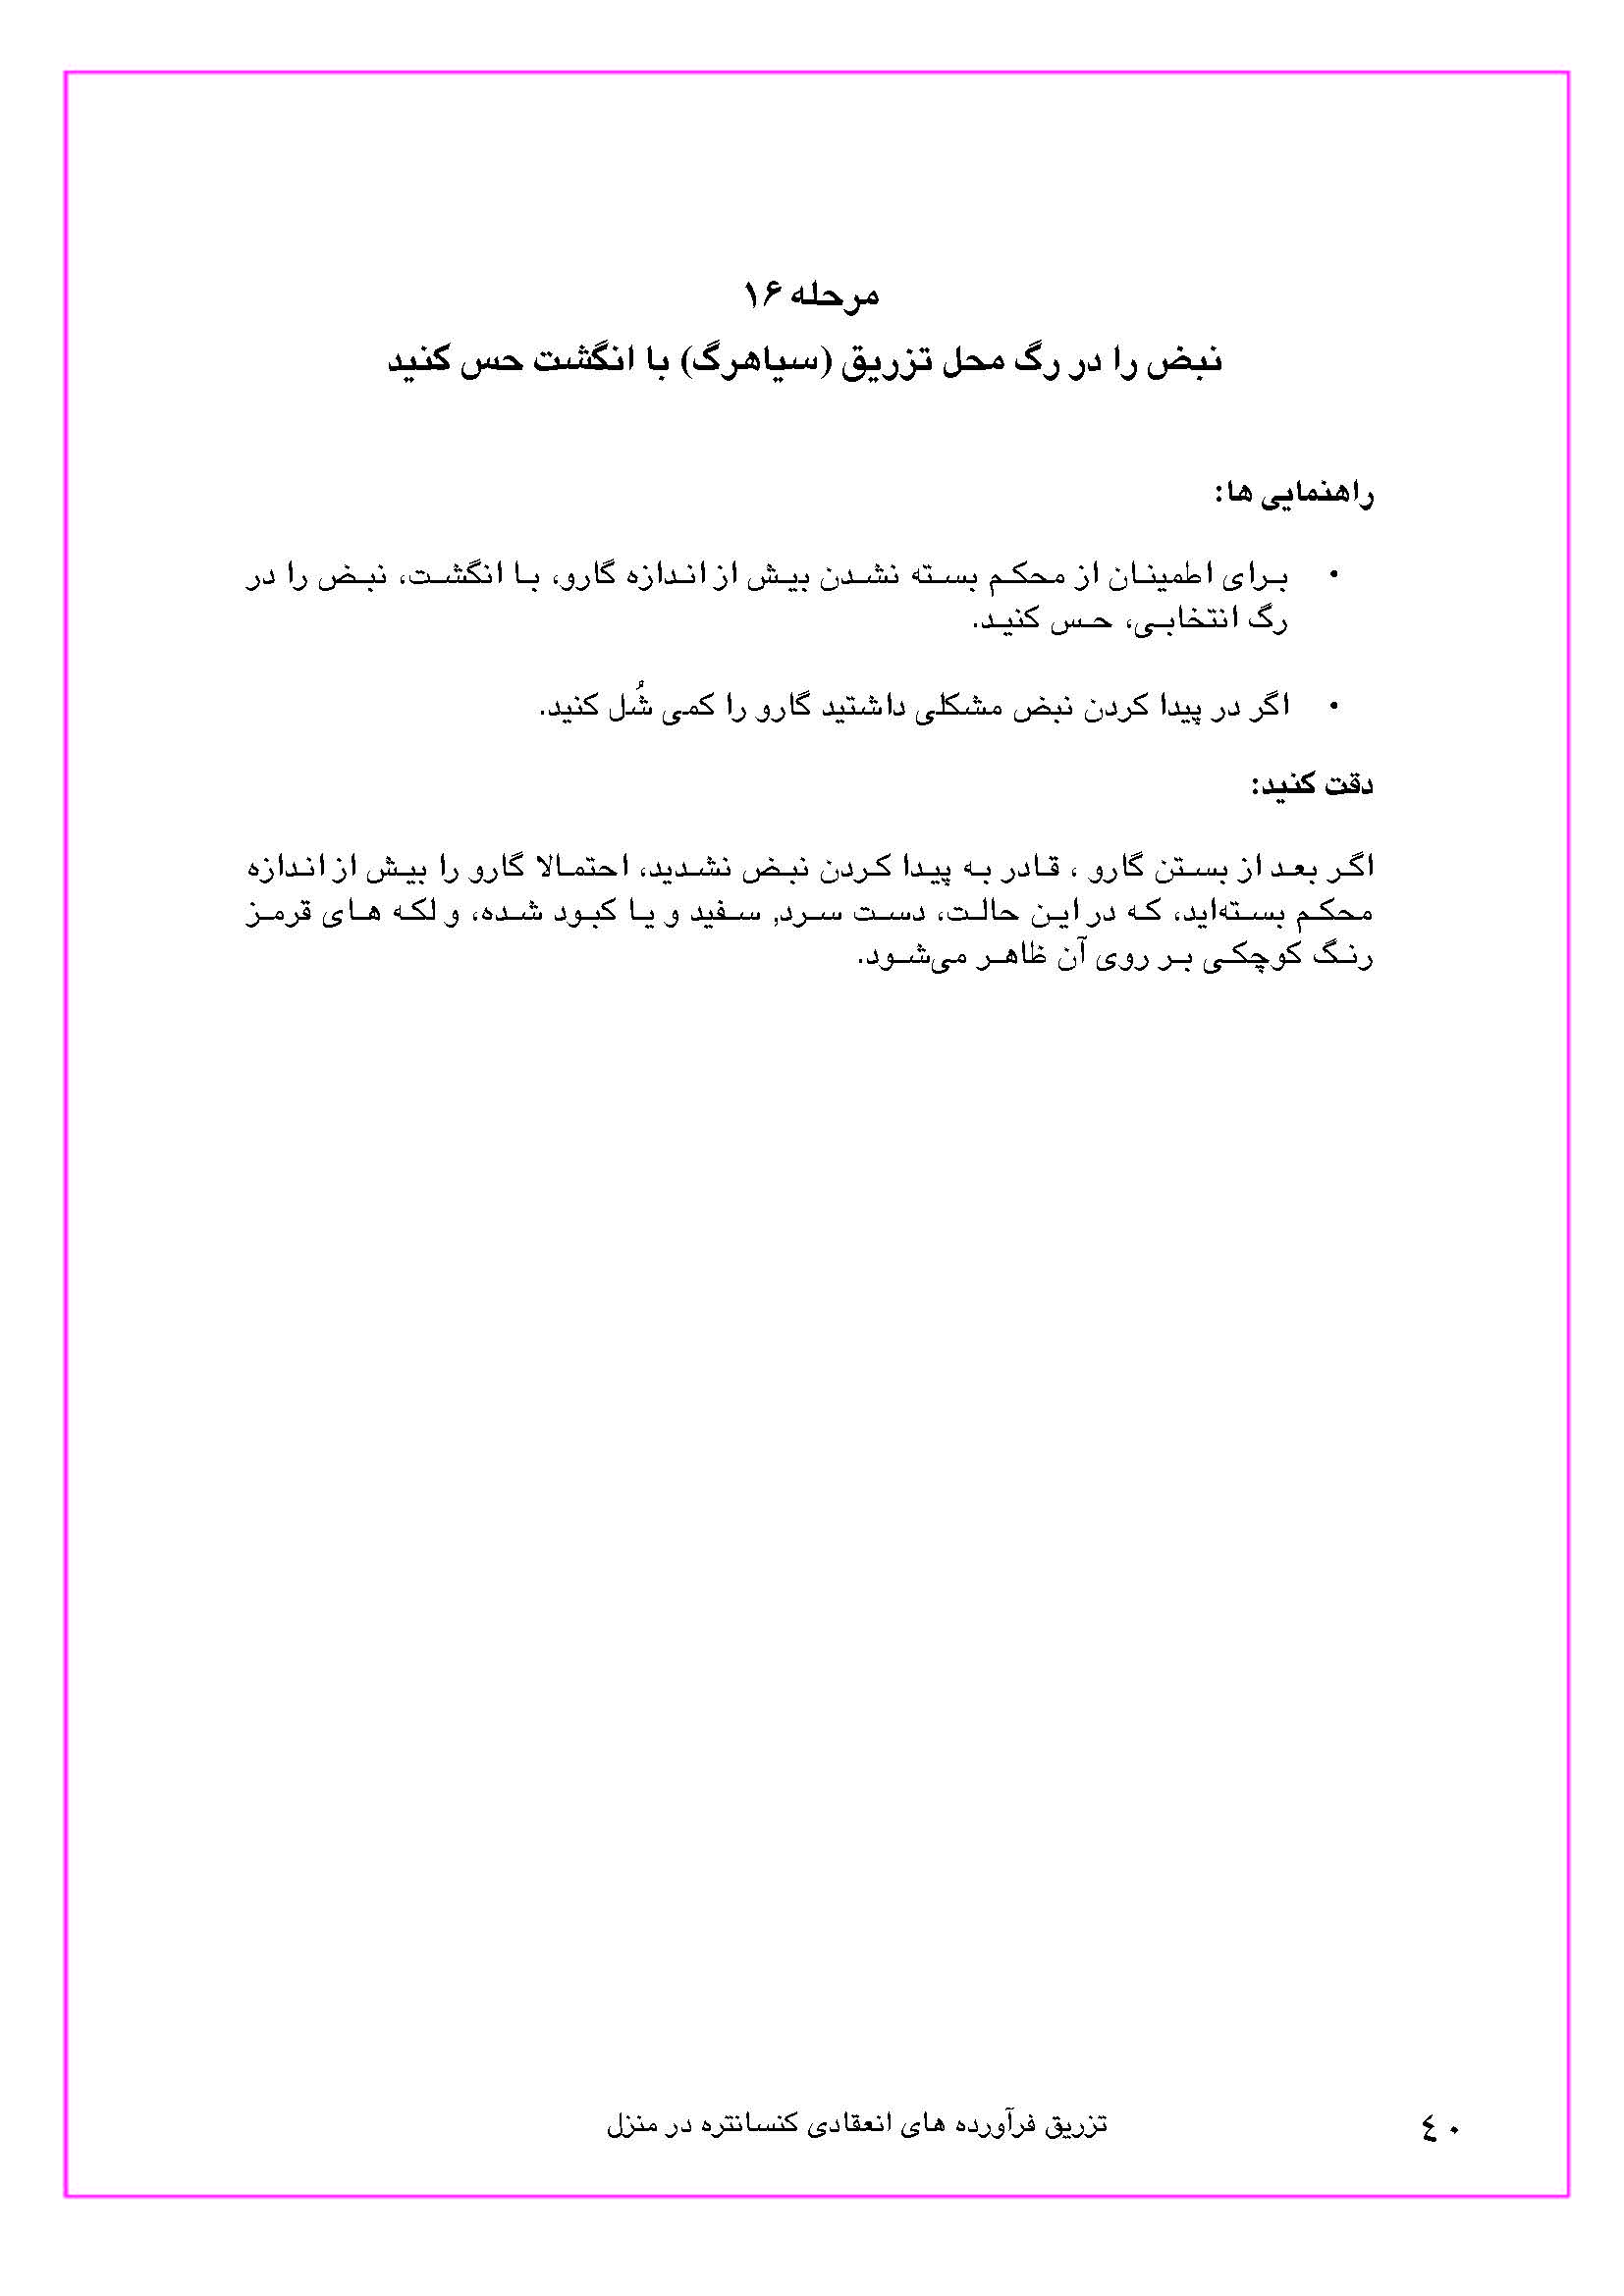 مرحله ۱۶
نبض را در رگ محل تزریق (سیاهرگ) با انگشت حس کنید
راهنمایی ها:
• برای اطمینان از محکم بسته نشدن بیش از اندازه گارو، با انگشت، نبض را در
رگ انتخابی، حس کنید.
• اگر در پیدا کردن نبض مشکلی داشتید گارو را کمی شُل کنید.
دقت کنید:
اگر بعد از بستن گارو ، قادر به پیدا کردن نبض نشدید، احتمالا گارو را بیش از اندازه
محکم بسته‌اید، که در این حالت، دست سرد, سفید و یا کبود شده، و لکه های قرمز
رنگ کوچکی بر روی آن ظاهر می‌شود.
تزریق فرآورده های انعقادی کنسانتره در منزل
٤٠